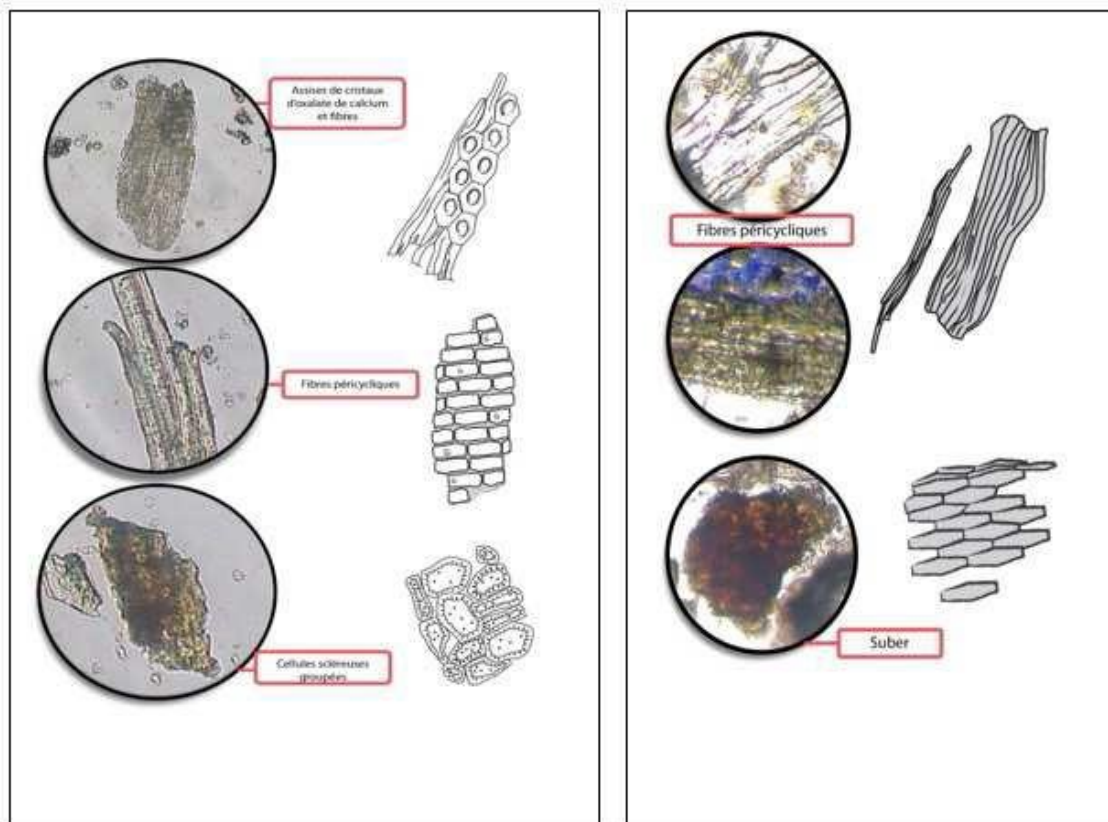 Assises de cristaux
d'oxalate de calcium
et fibres
Fibres péricycliques
Cellules scléreuses
groupées
Fibres péricycliques
Suber